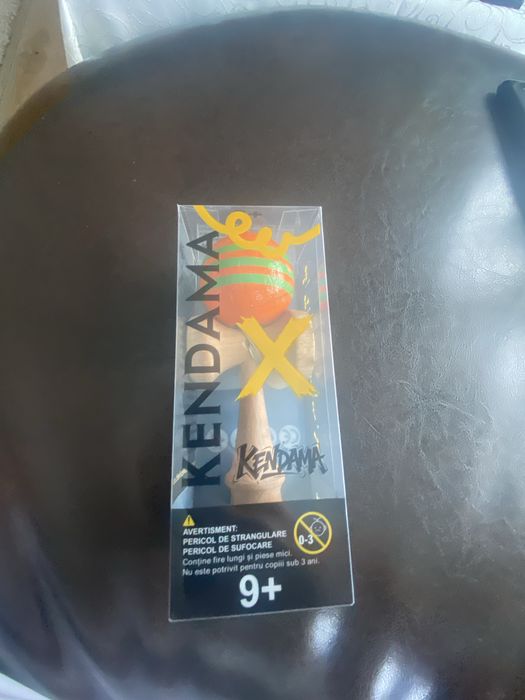 KENDAMA
X
KENDAMA
AVERTISMENT:
PERICOL DE STRANGULARE
PERICOL DE SUFOCARE
Conține fire lungi și piese mici.
Nu este potrivit pentru copiii sub 3 ani.
0-3
9+